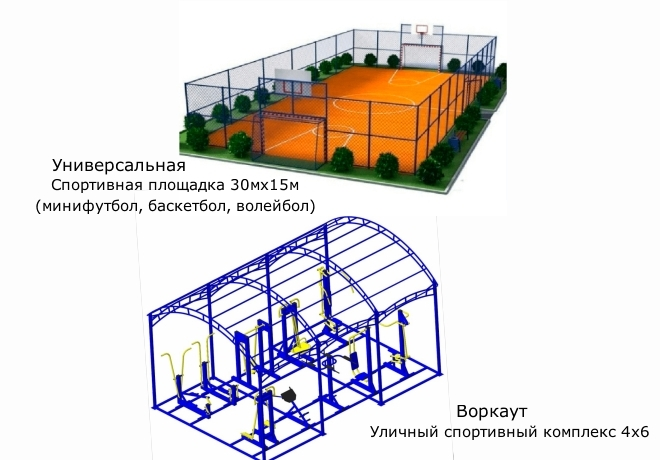 Универсальная
Спортивная площадка 30мх15м
(минифутбол, баскетбол, волейбол)
Воркаут
Уличный спортивный комплекс 4х6